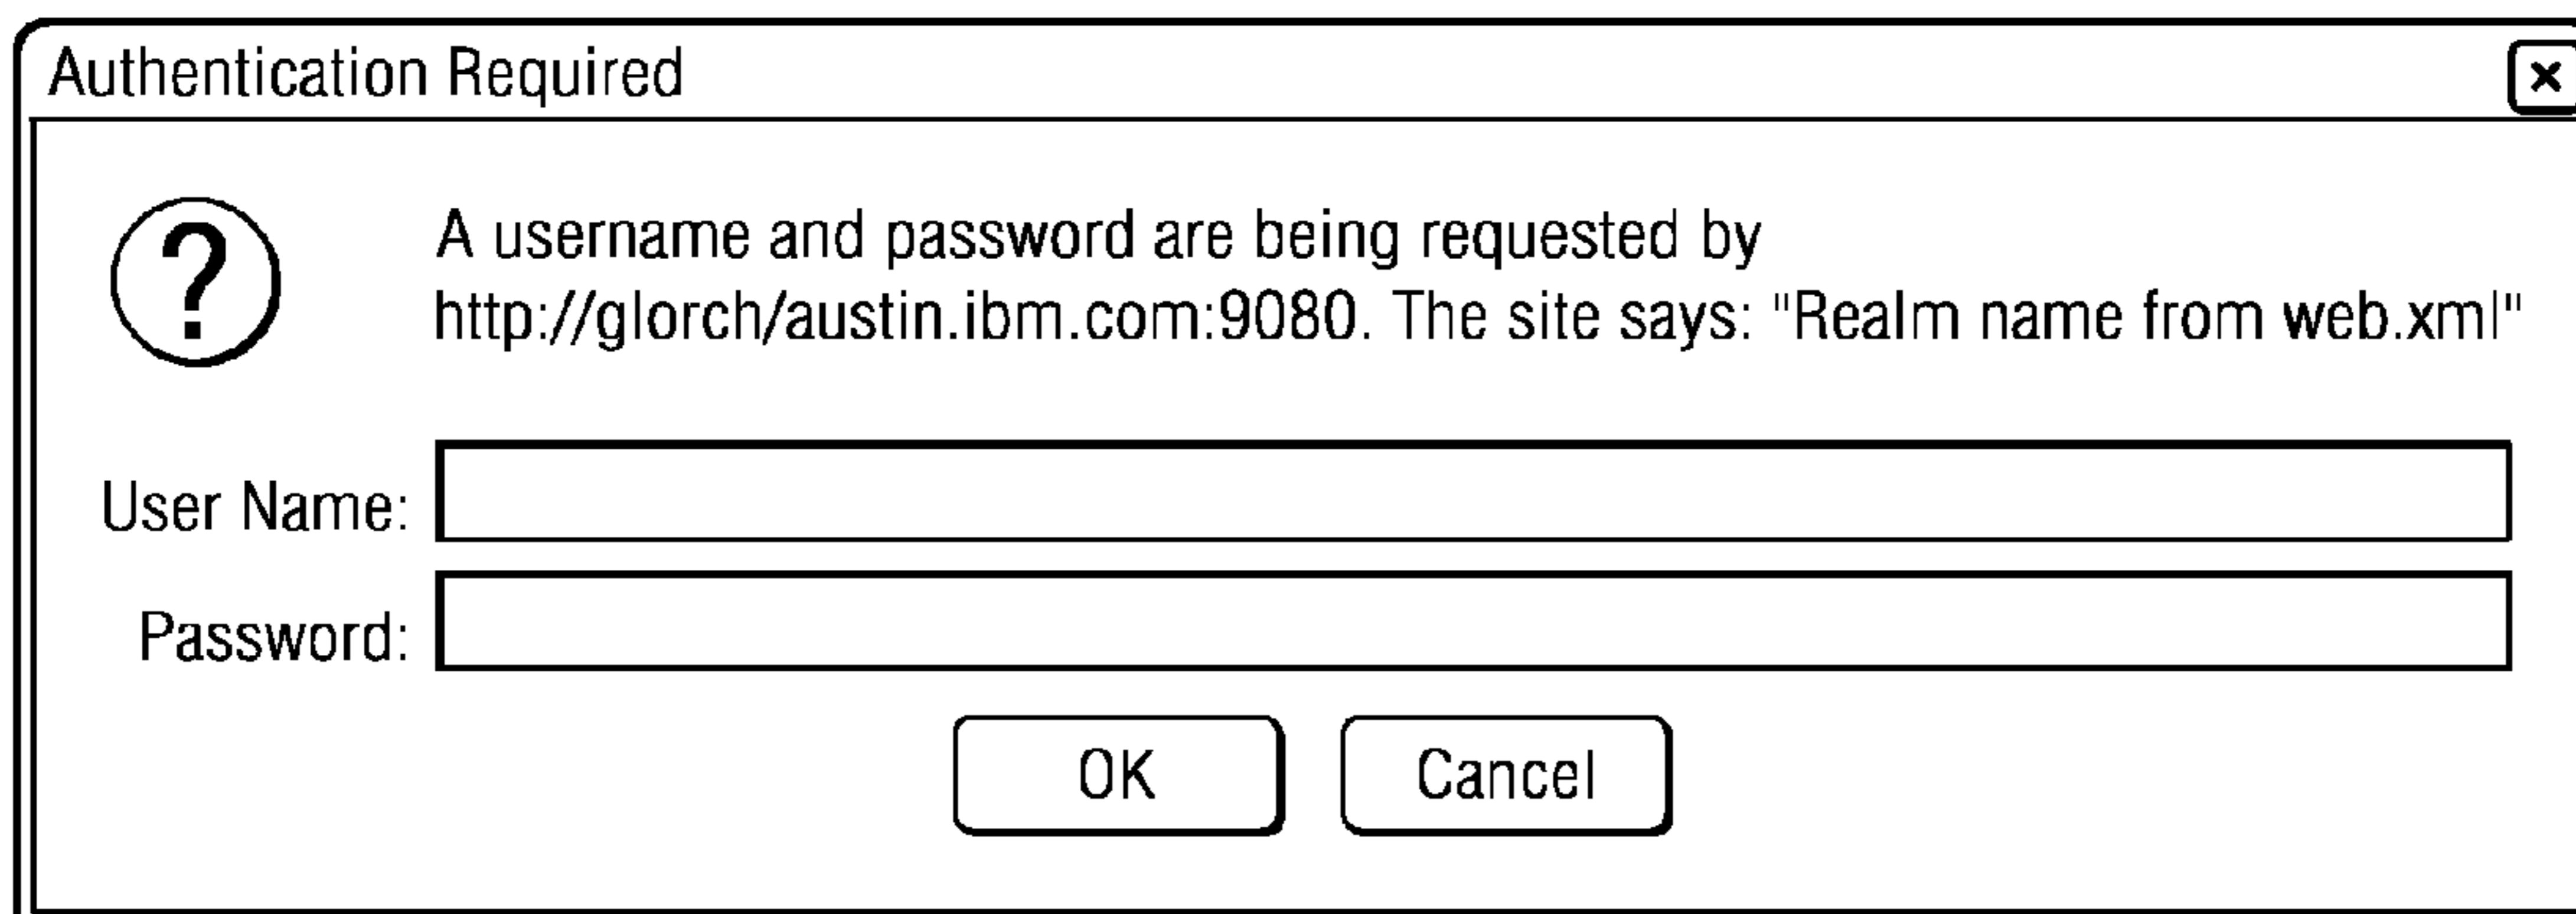 Authentication Required
A username and password are being requested by
http://glorch/austin.ibm.com:9080. The site says: "Realm name from web.xml"
User Name:
Password:
OK
Cancel